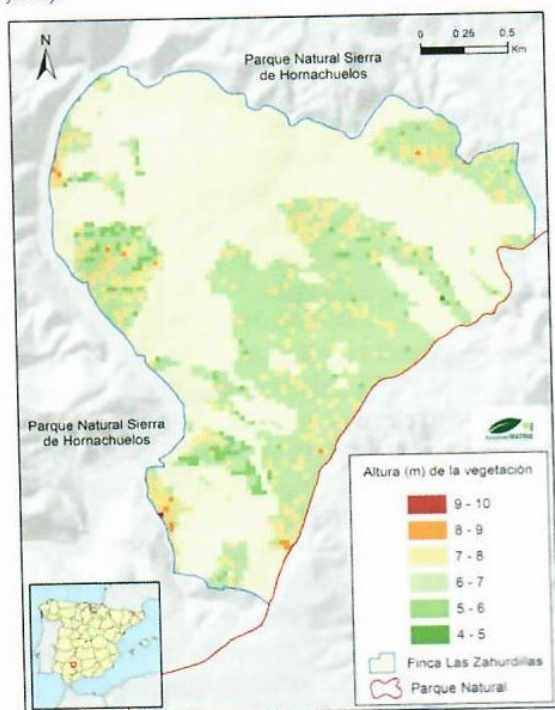 N
Parque Natural Sierra
de Hornachuelos
0 0.25 0.5
Km
Parque Natural Sierra
de Hornachuelos
Altura (m) de la vegetación
9 - 10
8 - 9
7 - 8
6 - 7
5 - 6
4 - 5
Finca Las Zahurdillas
Parque Natural